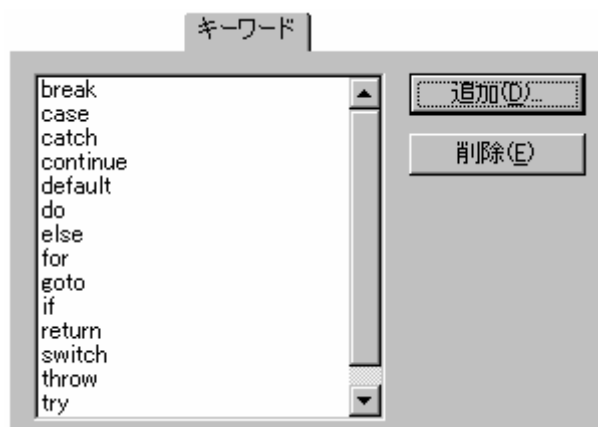 キーワード
break
case
catch
continue
default
do
else
for
goto
if
return
switch
throw
try
追加(D)...
削除(E)